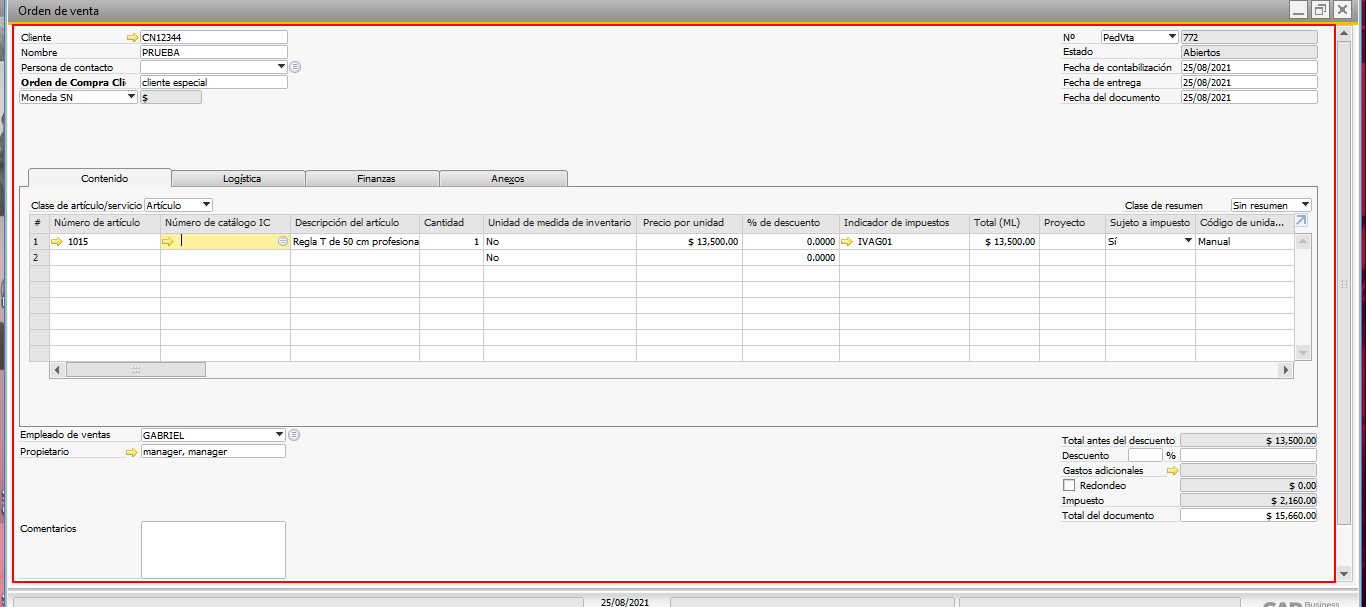 Orden de venta
Cliente CN12344
Nombre PRUEBA
Persona de contacto
Orden de Compra Cli cliente especial
Moneda SN $
Nº PedVta 772
Estado Abiertos
Fecha de contabilización 25/08/2021
Fecha de entrega 25/08/2021
Fecha del documento 25/08/2021
Contenido Logística Finanzas Anexos
Clase de artículo/servicio Artículo Clase de resumen Sin resumen
# Número de artículo Número de catálogo IC Descripción del artículo Cantidad Unidad de medida de inventario Precio por unidad % de descuento Indicador de impuestos Total (ML) Proyecto Sujeto a impuesto Código de unida...
1 1015 Regla T de 50 cm profesiona 1 No $ 13,500.00 0.0000 IVAG01 $ 13,500.00 Sí Manual
2 No 0.0000
Empleado de ventas GABRIEL
Propietario manager, manager
Total antes del descuento $ 13,500.00
Descuento %
Gastos adicionales
Redondeo $ 0.00
Impuesto $ 2,160.00
Total del documento $ 15,660.00
Comentarios
25/08/2021
Business